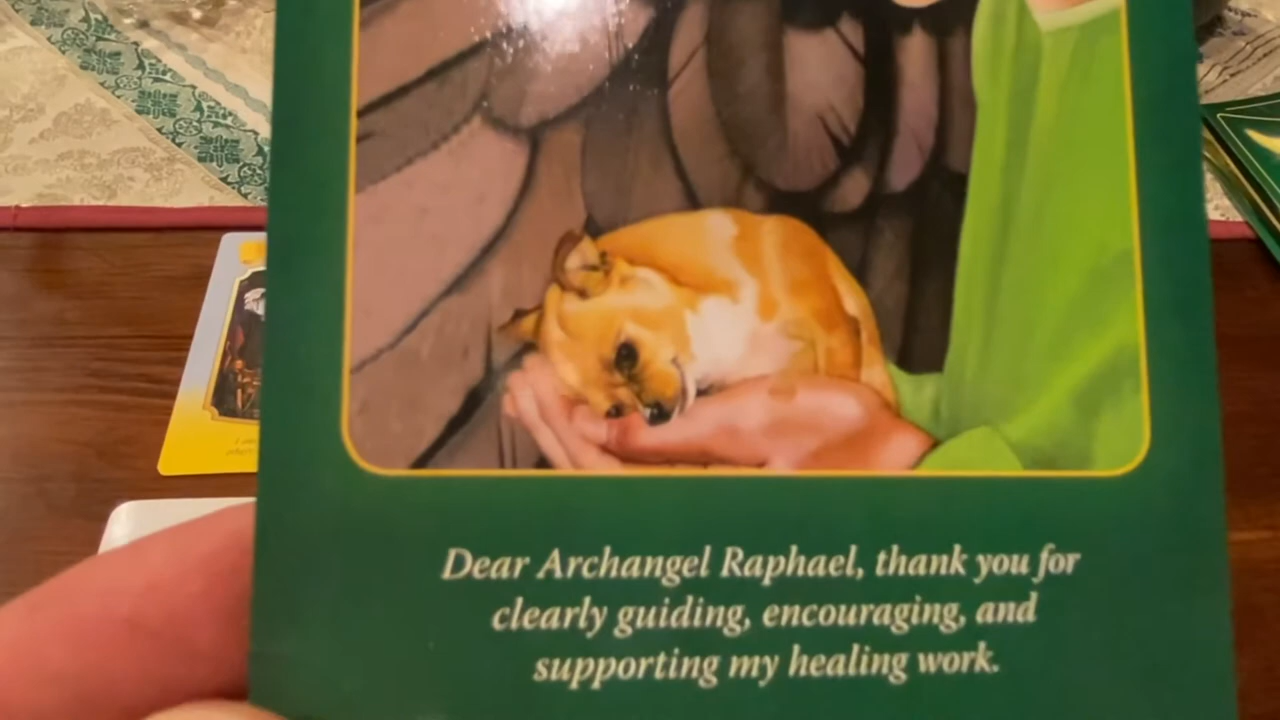 Dear Archangel Raphael, thank you for
clearly guiding, encouraging, and
supporting my healing work.